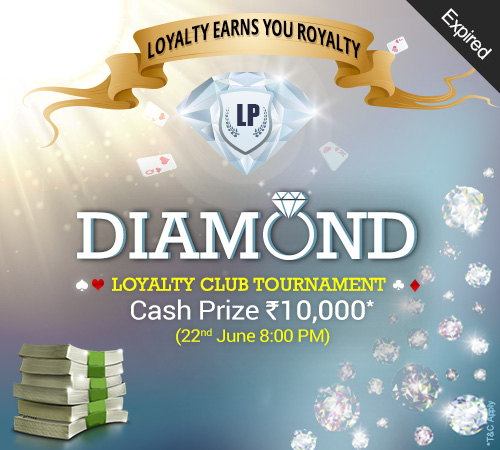 Expired
LOYALTY EARNS YOU ROYALTY
LP
DIAMOND
LOYALTY CLUB TOURNAMENT
Cash Prize ₹10,000*
(22nd June 8:00 PM)
*T&C Apply